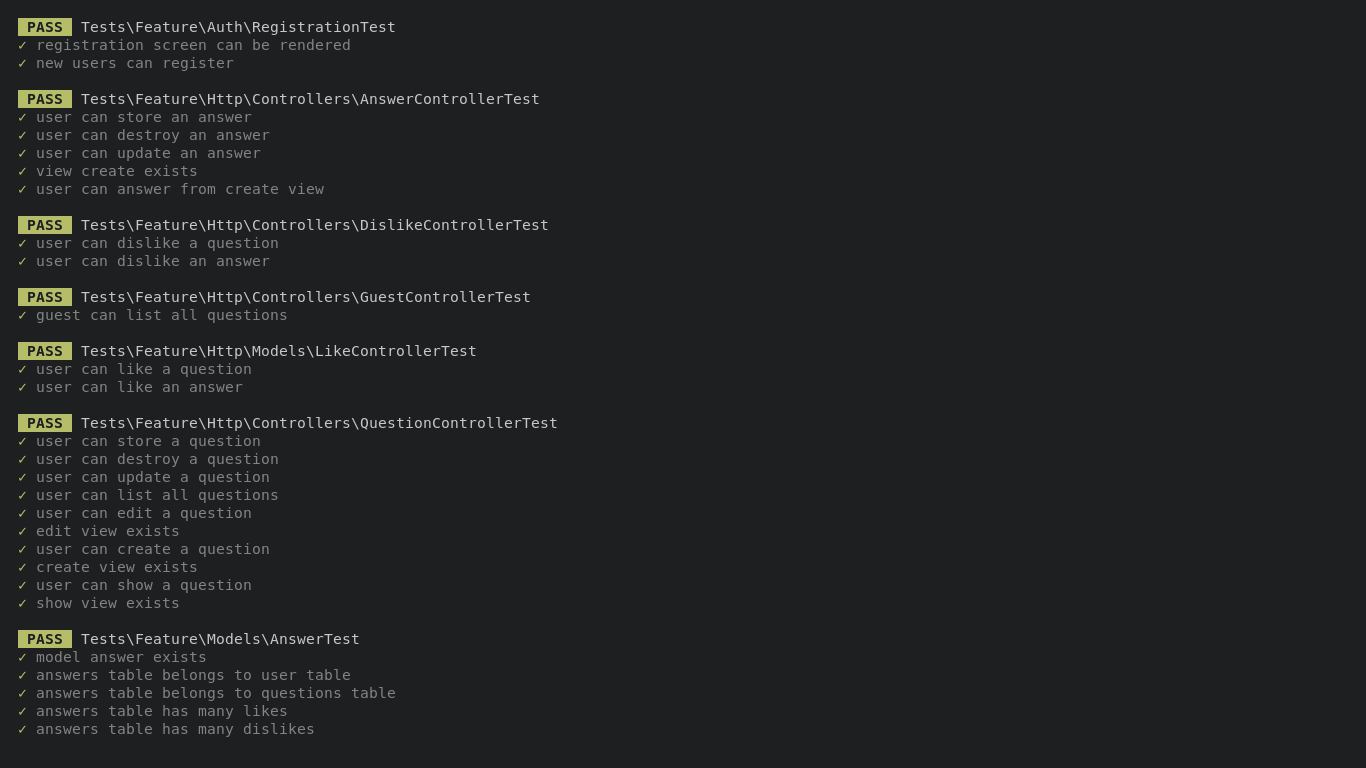 PASS Tests\Feature\Auth\RegistrationTest
✓ registration screen can be rendered
✓ new users can register
PASS Tests\Feature\Http\Controllers\AnswerControllerTest
✓ user can store an answer
✓ user can destroy an answer
✓ user can update an answer
✓ view create exists
✓ user can answer from create view
PASS Tests\Feature\Http\Controllers\DislikeControllerTest
✓ user can dislike a question
✓ user can dislike an answer
PASS Tests\Feature\Http\Controllers\GuestControllerTest
✓ guest can list all questions
PASS Tests\Feature\Http\Models\LikeControllerTest
✓ user can like a question
✓ user can like an answer
PASS Tests\Feature\Http\Controllers\QuestionControllerTest
✓ user can store a question
✓ user can destroy a question
✓ user can update a question
✓ user can list all questions
✓ user can edit a question
✓ edit view exists
✓ user can create a question
✓ create view exists
✓ user can show a question
✓ show view exists
PASS Tests\Feature\Models\AnswerTest
✓ model answer exists
✓ answers table belongs to user table
✓ answers table belongs to questions table
✓ answers table has many likes
✓ answers table has many dislikes